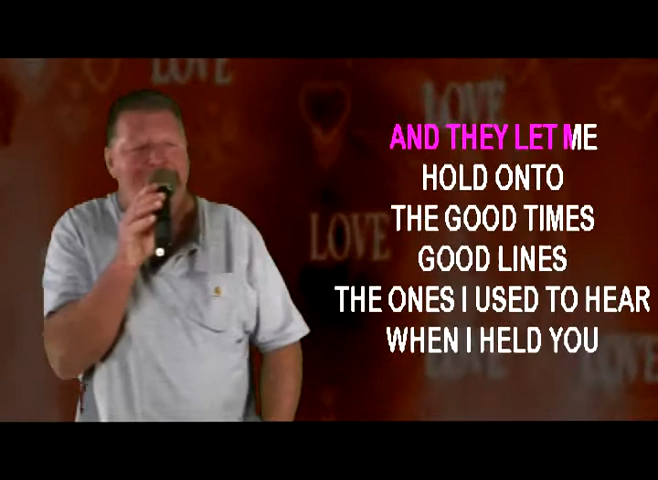 LOVE
LOVE
AND THEY LET ME
HOLD ONTO
THE GOOD TIMES
LOVE
GOOD LINES
THE ONES I USED TO HEAR
WHEN I HELD YOU
LOVE
LOVE